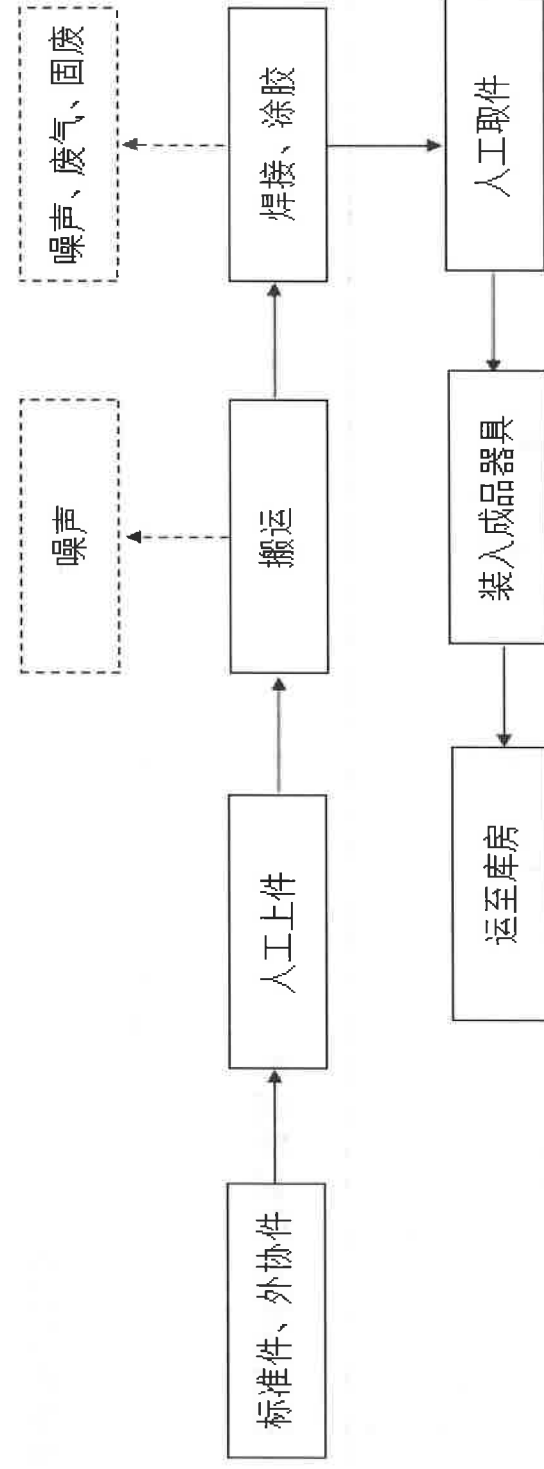 噪声
噪声、废气、固废
标准件、外协件
人工上件
搬运
焊接、涂胶
运至库房
装入成品器具
人工取件